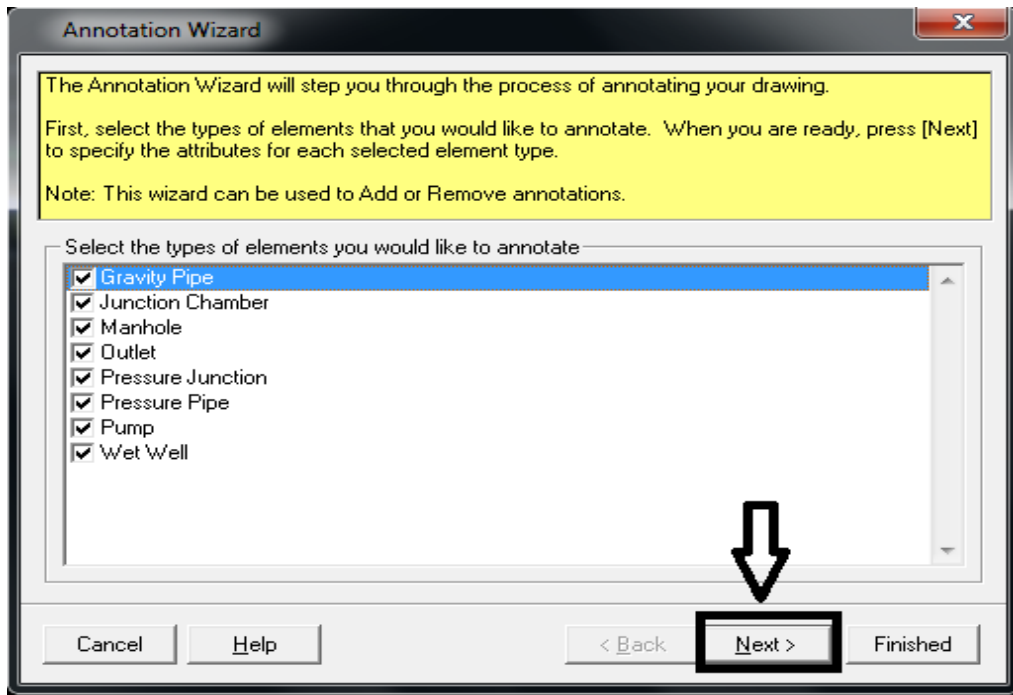 Annotation Wizard
The Annotation Wizard will step you through the process of annotating your drawing.
First, select the types of elements that you would like to annotate.  When you are ready, press [Next]
to specify the attributes for each selected element type.
Note: This wizard can be used to Add or Remove annotations.
Select the types of elements you would like to annotate
Gravity Pipe
Junction Chamber
Manhole
Outlet
Pressure Junction
Pressure Pipe
Pump
Wet Well
Cancel
Help
< Back
Next >
Finished